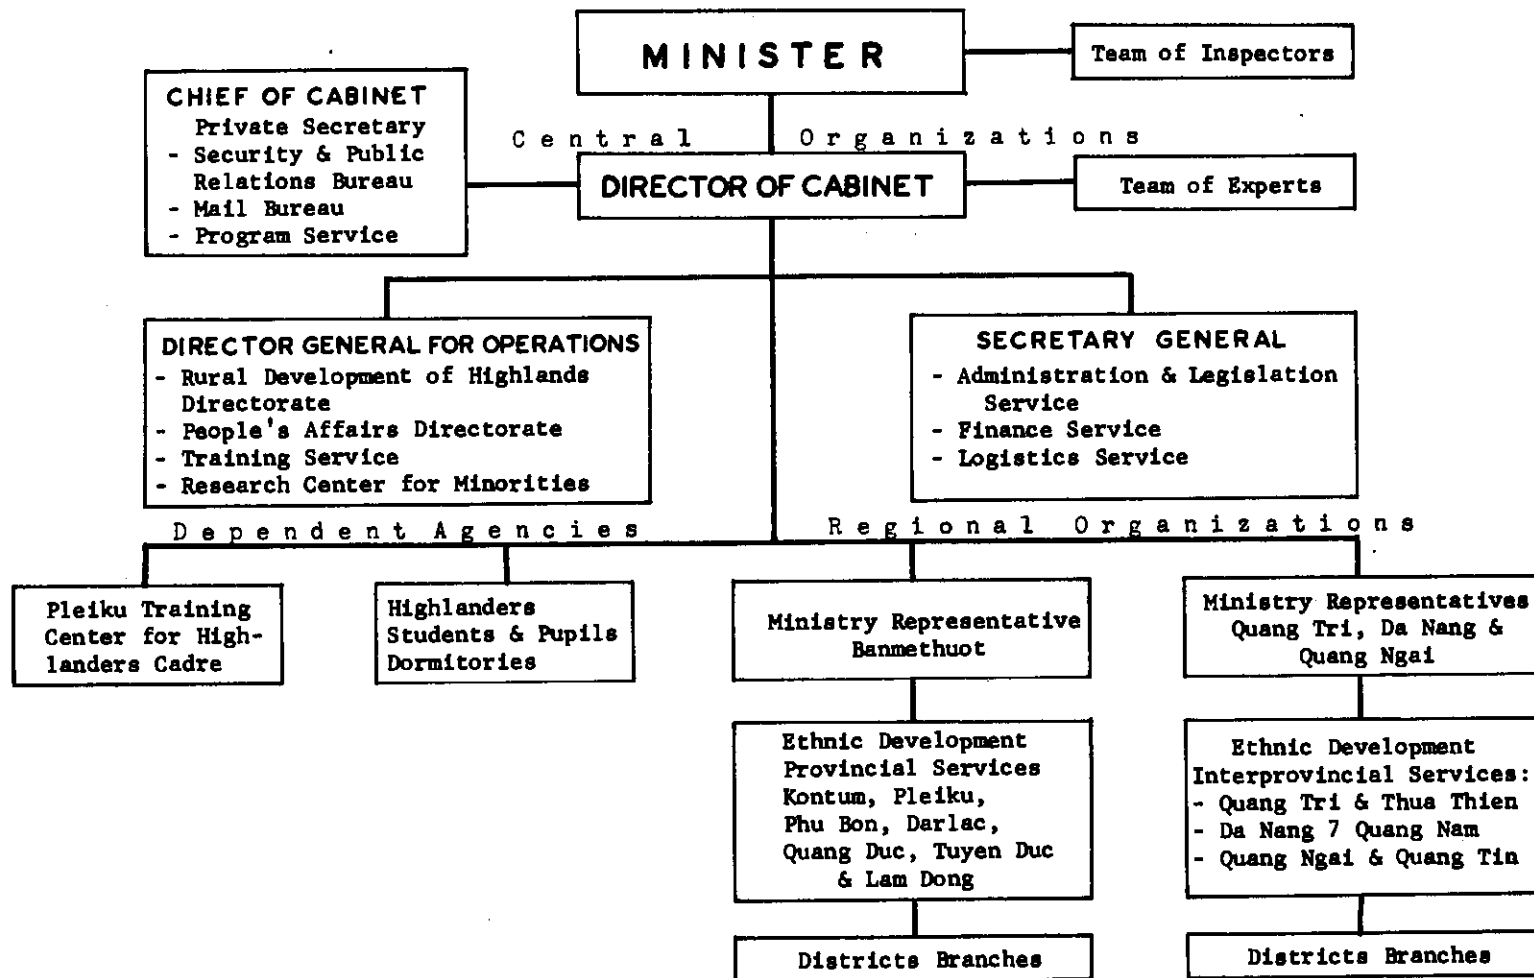 MINISTER
Team of Inspectors
CHIEF OF CABINET
Private Secretary
- Security & Public
Relations Bureau
- Mail Bureau
- Program Service
Central Organizations
DIRECTOR OF CABINET
Team of Experts
DIRECTOR GENERAL FOR OPERATIONS
- Rural Development of Highlands
Directorate
- People's Affairs Directorate
- Training Service
- Research Center for Minorities
SECRETARY GENERAL
- Administration & Legislation
Service
- Finance Service
- Logistics Service
Dependent Agencies
Regional Organizations
Pleiku Training
Center for High-
landers Cadre
Highlanders
Students & Pupils
Dormitories
Ministry Representative
Banmethuot
Ministry Representatives
Quang Tri, Da Nang &
Quang Ngai
Ethnic Development
Provincial Services
Kontum, Pleiku,
Phu Bon, Darlac,
Quang Duc, Tuyen Duc
& Lam Dong
Ethnic Development
Interprovincial Services:
- Quang Tri & Thua Thien
- Da Nang 7 Quang Nam
- Quang Ngai & Quang Tin
Districts Branches
Districts Branches